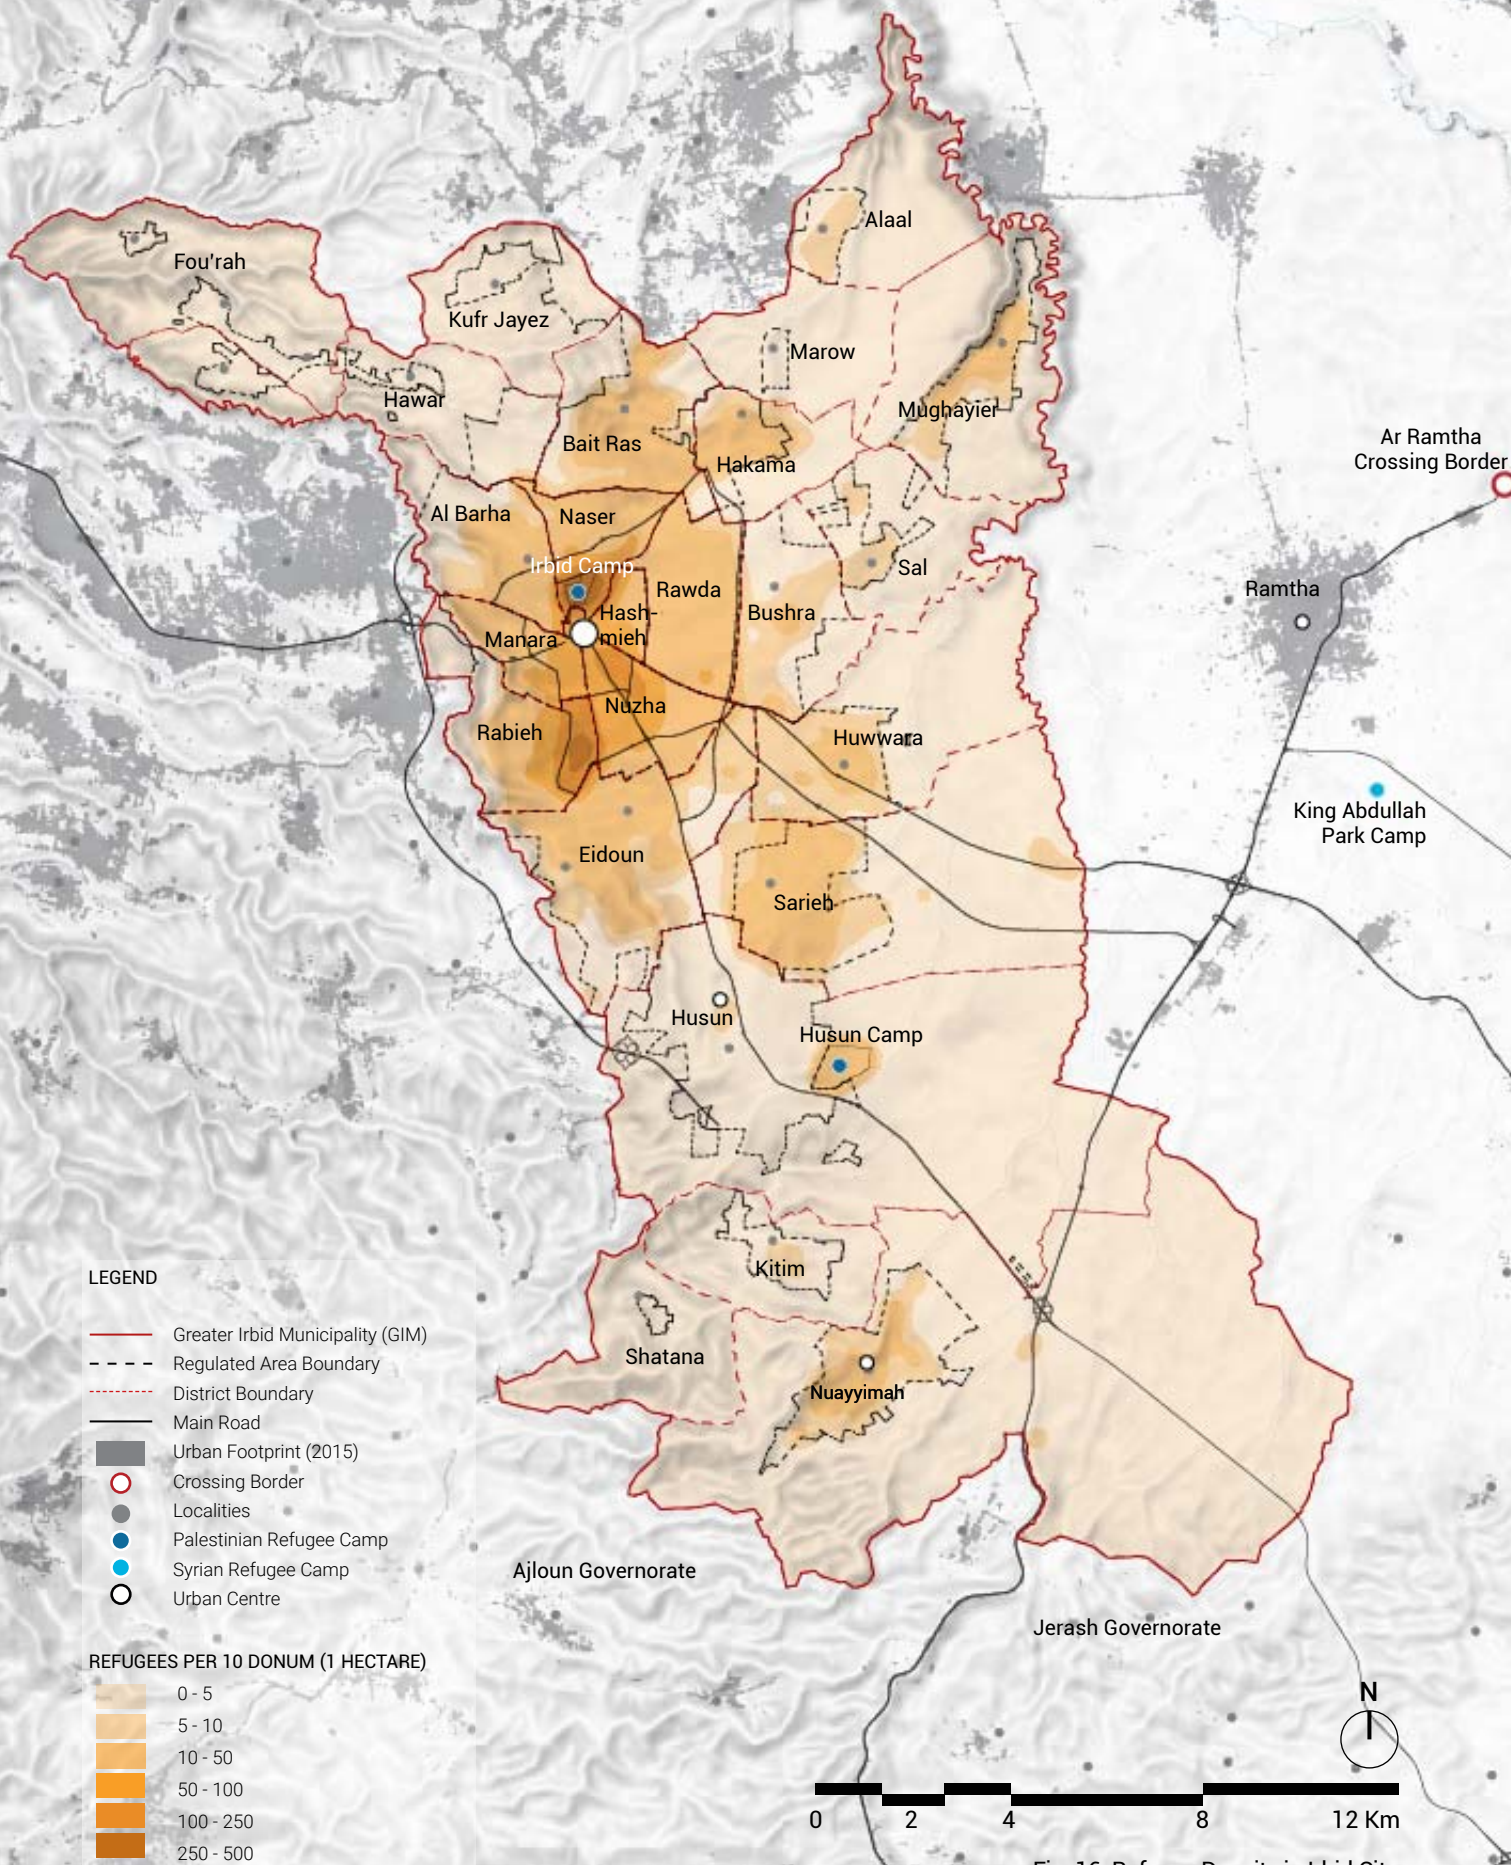 Alaal
Fou'rah
Kufr Jayez
Marow
Hawar
Mughayier
Bait Ras
Hakama
Ar Ramtha
Crossing Border
Al Barha
Naser
Irbid Camp
Sal
Rawda
Ramtha
Hash-
mieh
Bushra
Manara
Nuzha
Rabieh
Huwwara
King Abdullah
Park Camp
Eidoun
Sarieh
Husun
Husun Camp
Kitim
Shatana
Nuayyimah
Ajloun Governorate
Jerash Governorate
LEGEND
Greater Irbid Municipality (GIM)
Regulated Area Boundary
District Boundary
Main Road
Urban Footprint (2015)
Crossing Border
Localities
Palestinian Refugee Camp
Syrian Refugee Camp
Urban Centre
REFUGEES PER 10 DONUM (1 HECTARE)
0 - 5
5 - 10
10 - 50
50 - 100
100 - 250
250 - 500
N
0 2 4 8 12 Km